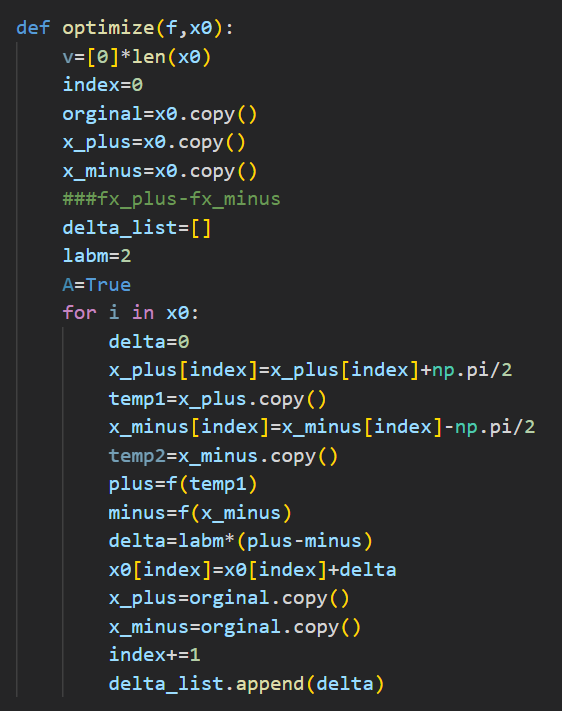 def optimize(f,x0):
    v=[0]*len(x0)
    index=0
    orginal=x0.copy()
    x_plus=x0.copy()
    x_minus=x0.copy()
    ###fx_plus-fx_minus
    delta_list=[]
    labm=2
    A=True
    for i in x0:
        delta=0
        x_plus[index]=x_plus[index]+np.pi/2
        temp1=x_plus.copy()
        x_minus[index]=x_minus[index]-np.pi/2
        temp2=x_minus.copy()
        plus=f(temp1)
        minus=f(x_minus)
        delta=labm*(plus-minus)
        x0[index]=x0[index]+delta
        x_plus=orginal.copy()
        x_minus=orginal.copy()
        index+=1
        delta_list.append(delta)